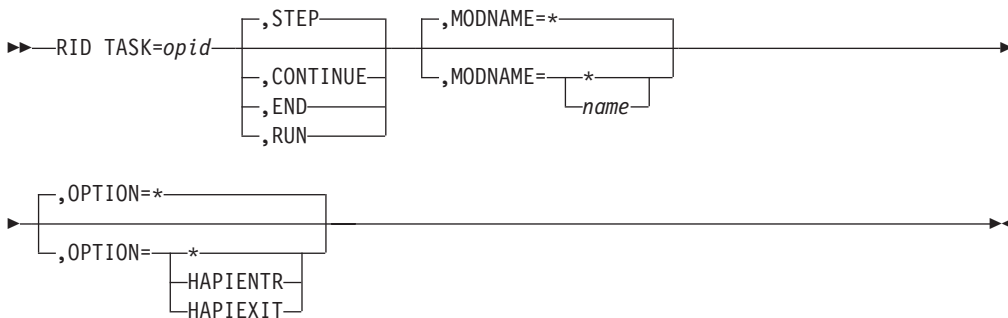 ,STEP ,MODNAME=*
RID TASK=opid
,CONTINUE ,MODNAME= *
,END name
,RUN
,OPTION=*
,OPTION= *
HAPIENTR
HAPIEXIT